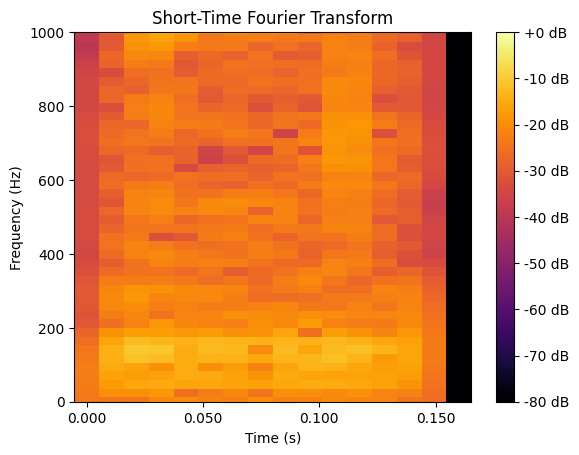 Short-Time Fourier Transform
1000
800
600
400
200
0
Frequency (Hz)
0.000
0.050
0.100
0.150
Time (s)
+0 dB
-10 dB
-20 dB
-30 dB
-40 dB
-50 dB
-60 dB
-70 dB
-80 dB